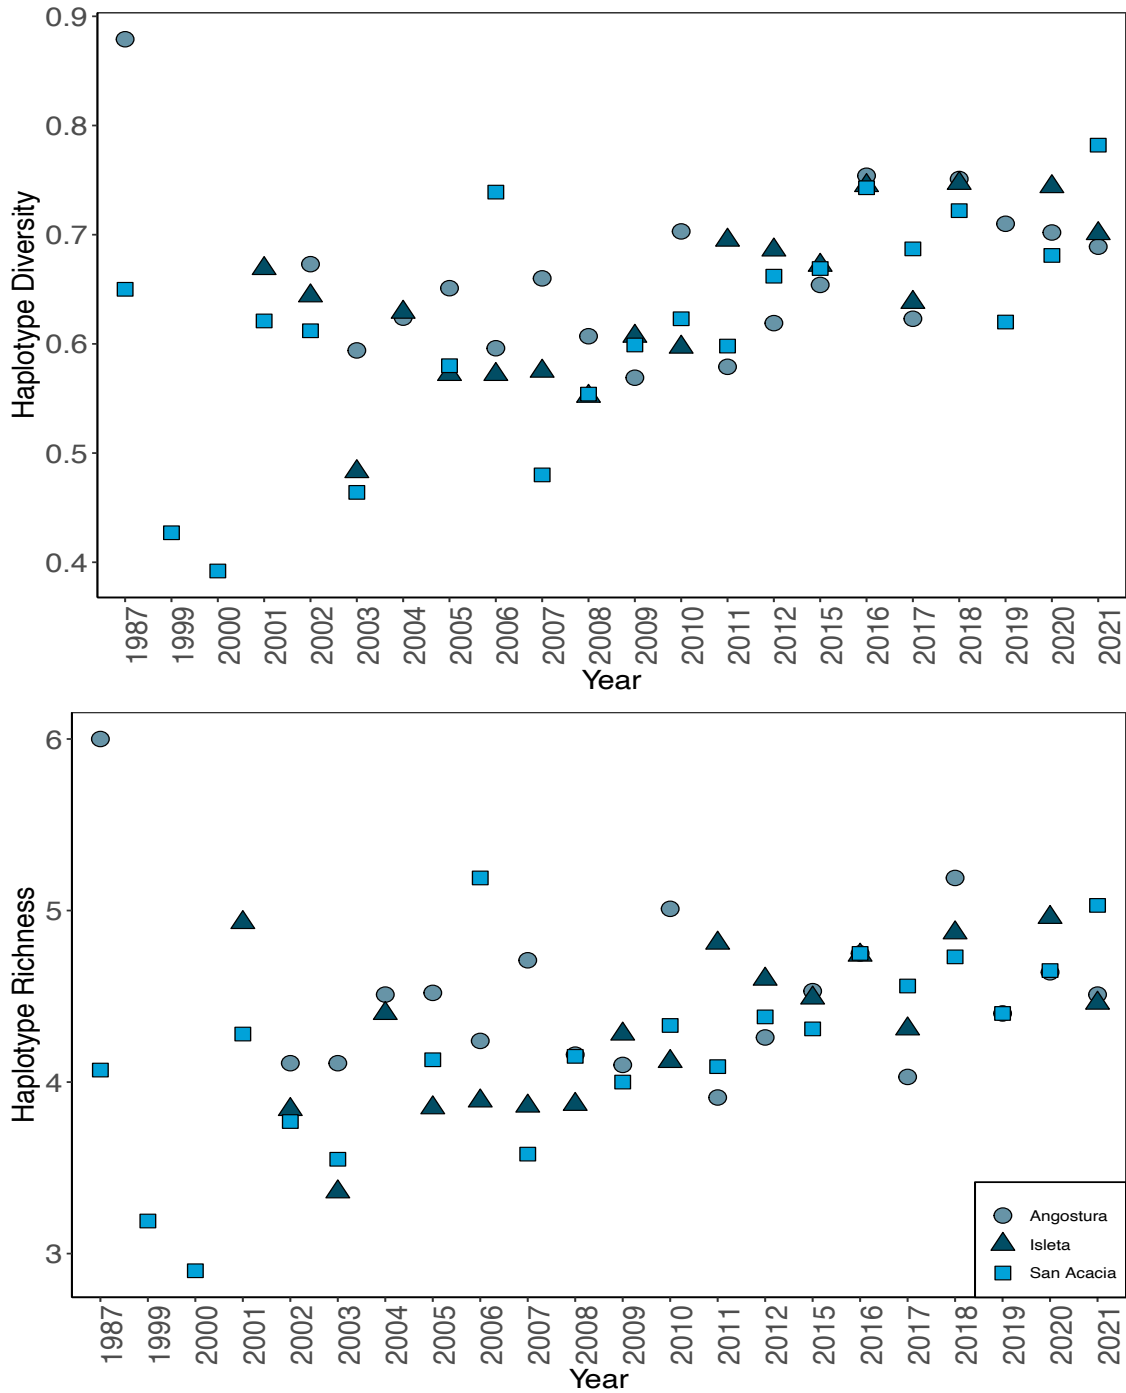 Haplotype Diversity
0.9
0.8
0.7
0.6
0.5
0.4
1987 1999 2000 2001 2002 2003 2004 2005 2006 2007 2008 2009 2010 2011 2012 2015 2016 2017 2018 2019 2020 2021
Year
Haplotype Richness
6
5
4
3
Angostura
Isleta
San Acacia
1987 1999 2000 2001 2002 2003 2004 2005 2006 2007 2008 2009 2010 2011 2012 2015 2016 2017 2018 2019 2020 2021
Year